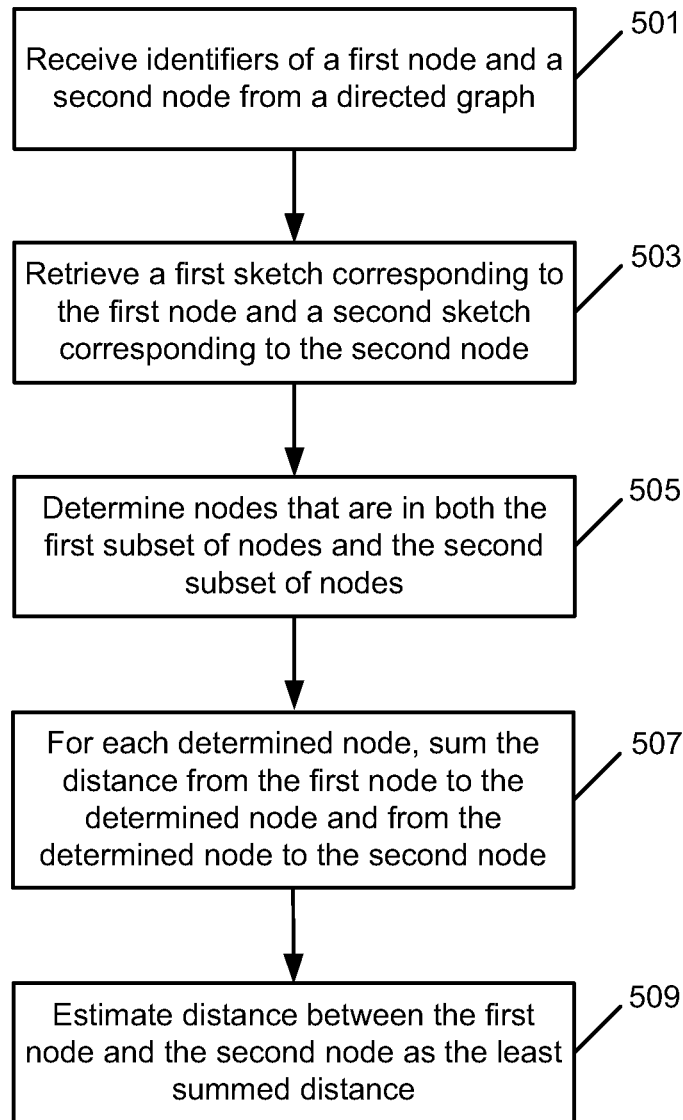 Receive identifiers of a first node and a
second node from a directed graph
501
Retrieve a first sketch corresponding to
the first node and a second sketch
corresponding to the second node
503
Determine nodes that are in both the
first subset of nodes and the second
subset of nodes
505
For each determined node, sum the
distance from the first node to the
determined node and from the
determined node to the second node
507
Estimate distance between the first
node and the second node as the least
summed distance
509